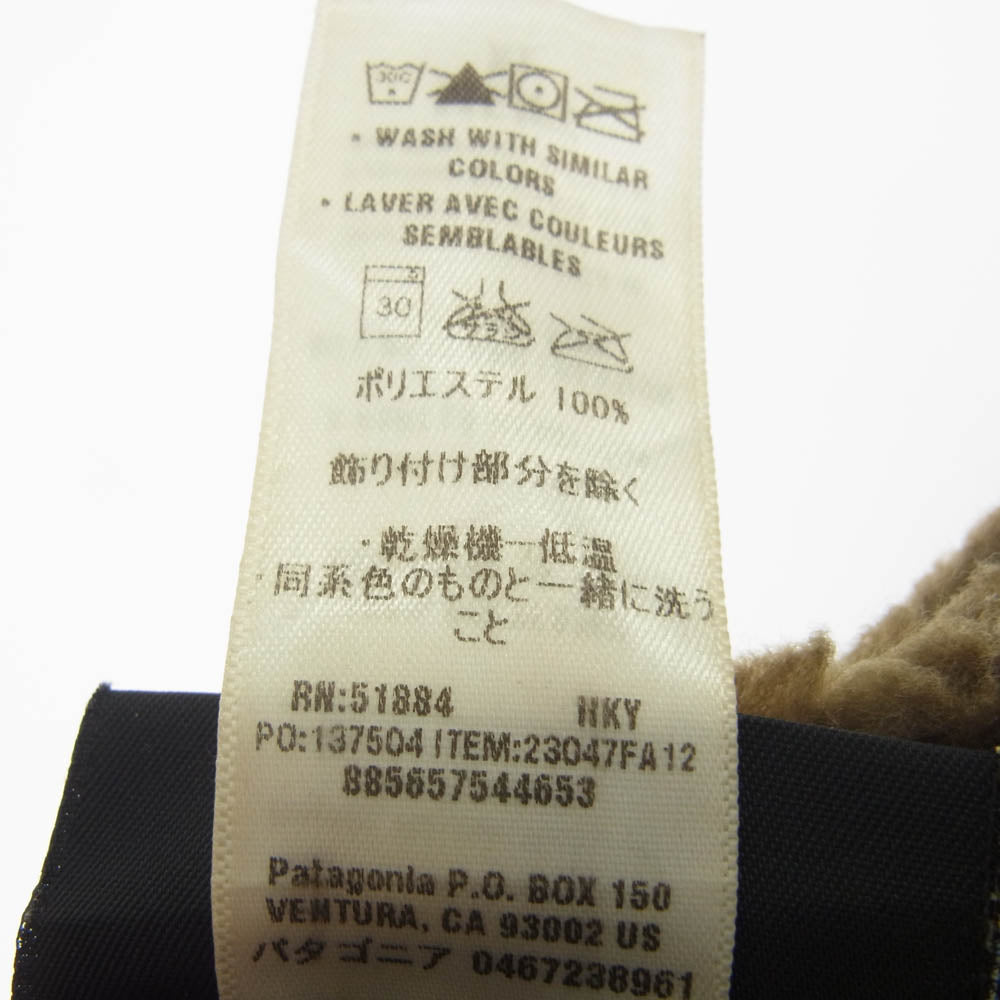 30C
• WASH WITH SIMILAR
COLORS
• LAVER AVEC COULEURS
SEMBLABLES
30
ポリエステル 100%
飾り付け部分を除く
・乾燥機一低温
・同系色のものと一緒に洗う
こと
RN:51884 HKY
PO:137504 ITEM:23047FA12
885657544653
Patagonia P.O. BOX 150
VENTURA, CA 93002 US
パタゴニア 0467238961